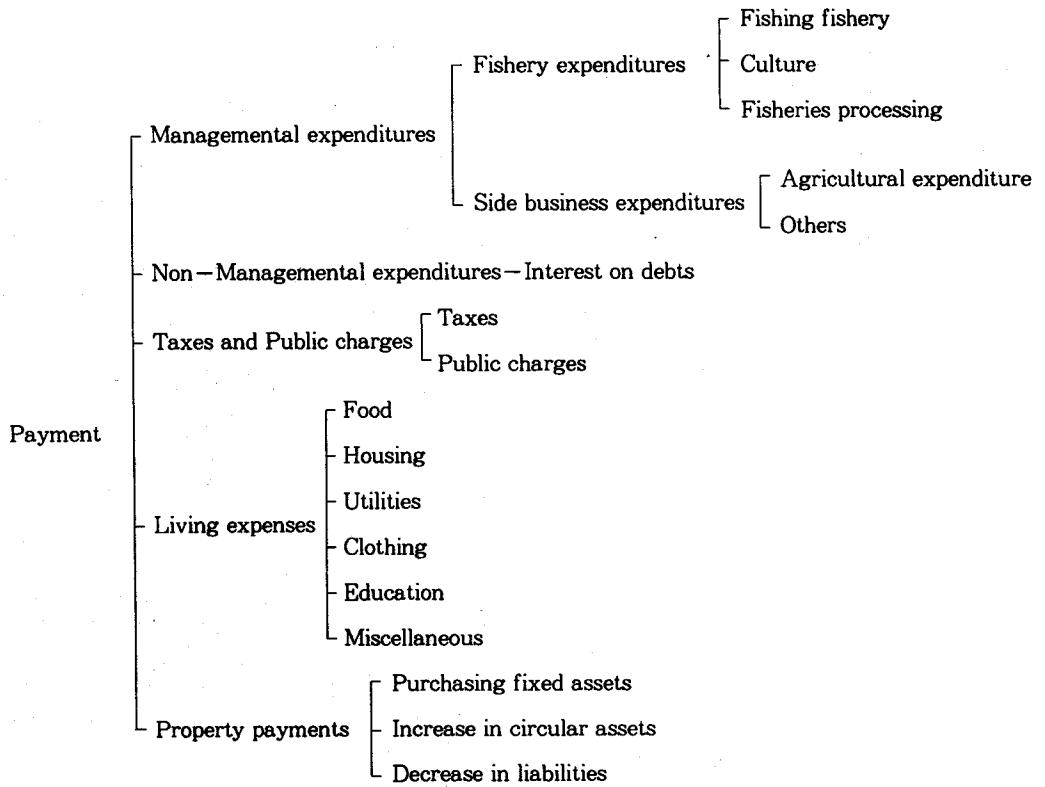 Fishing fishery
Fishery expenditures
Culture
Fisheries processing
Managemental expenditures
Agricultural expenditure
Side business expenditures
Others
Non－Managemental expenditures－Interest on debts
Taxes
Taxes and Public charges
Public charges
Food
Payment
Housing
Utilities
Living expenses
Clothing
Education
Miscellaneous
Purchasing fixed assets
Property payments
Increase in circular assets
Decrease in liabilities